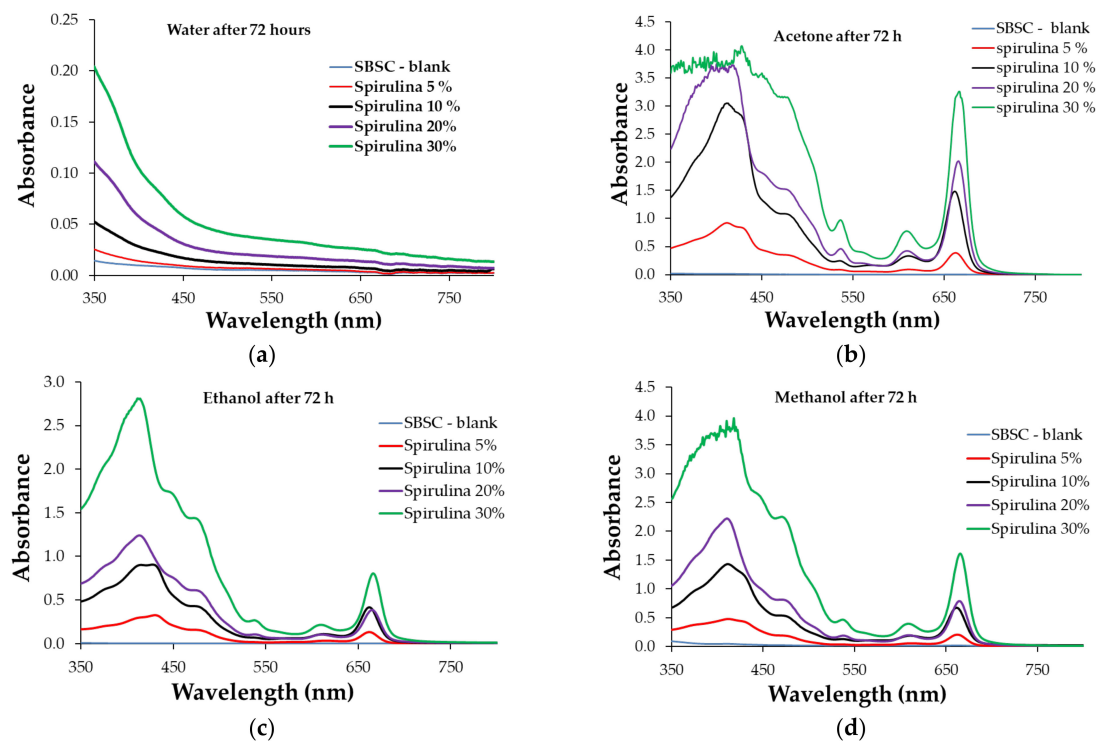 Water after 72 hours
SBSC - blank
Spirulina 5 %
Spirulina 10 %
Spirulina 20%
Spirulina 30%
0.25
0.20
0.15
0.10
0.05
0.00
Absorbance
350 450 550 650 750
Wavelength (nm)
(a)
Acetone after 72 h
SBSC - blank
spirulina 5 %
spirulina 10 %
spirulina 20 %
spirulina 30 %
4.5
4.0
3.5
3.0
2.5
2.0
1.5
1.0
0.5
0.0
Absorbance
350 450 550 650 750
Wavelength (nm)
(b)
Ethanol after 72 h
SBSC - blank
Spirulina 5%
Spirulina 10%
Spirulina 20%
Spirulina 30%
3.0
2.5
2.0
1.5
1.0
0.5
0.0
Absorbance
350 450 550 650 750
Wavelength (nm)
(c)
Methanol after 72 h
SBSC - blank
Spirulina 5%
Spirulina 10%
Spirulina 20%
Spirulina 30%
4.5
4.0
3.5
3.0
2.5
2.0
1.5
1.0
0.5
0.0
Absorbance
350 450 550 650 750
Wavelength (nm)
(d)